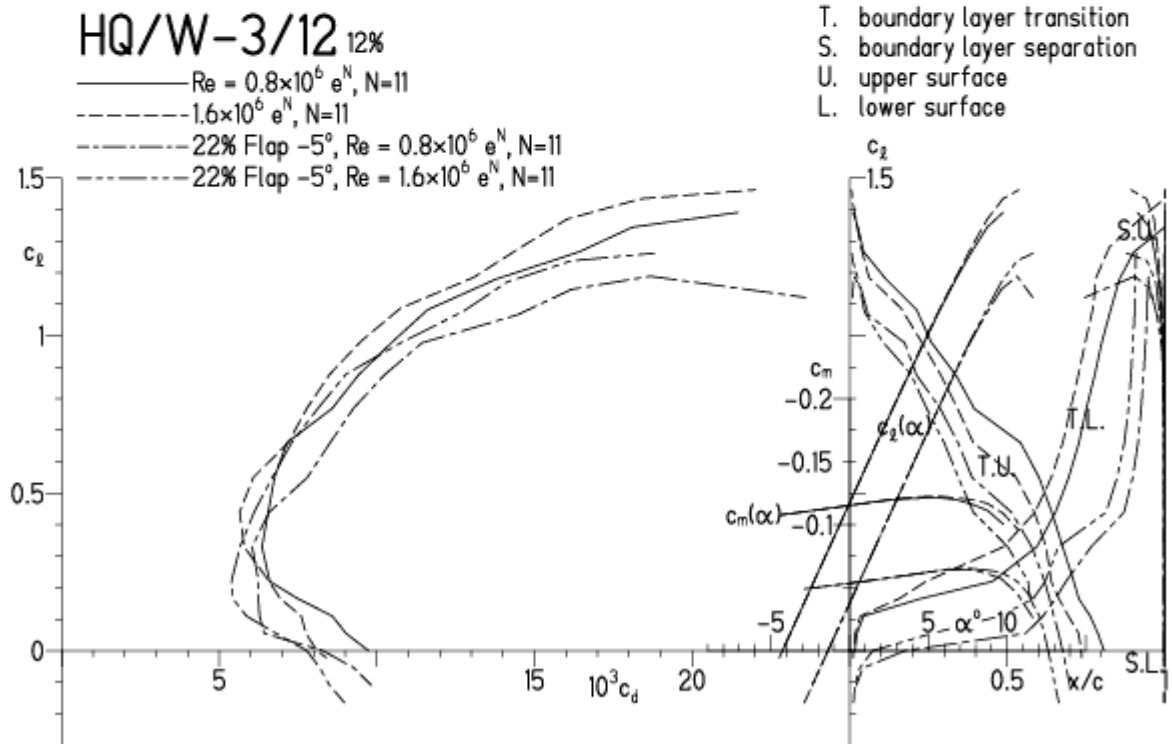 HQ/W-3/12 12%
Re = 0.8×10⁶ eᴺ, N=11
1.6×10⁶ eᴺ, N=11
22% Flap -5°, Re = 0.8×10⁶ eᴺ, N=11
22% Flap -5°, Re = 1.6×10⁶ eᴺ, N=11
T. boundary layer transition
S. boundary layer separation
U. upper surface
L. lower surface
1.5
cℓ
1
0.5
0
5
15
10³cd
20
cℓ
1.5
S.U.
cm
-0.2
cℓ(α)
T.L.
-0.15
T.U.
cm(α)
-0.1
-5
5
α°
10
0.5
x/c
S.L.